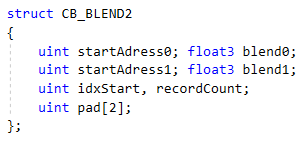 struct CB_BLEND2
{
uint startAdress0; float3 blend0;
uint startAdress1; float3 blend1;
uint idxStart, recordCount;
uint pad[2];
};